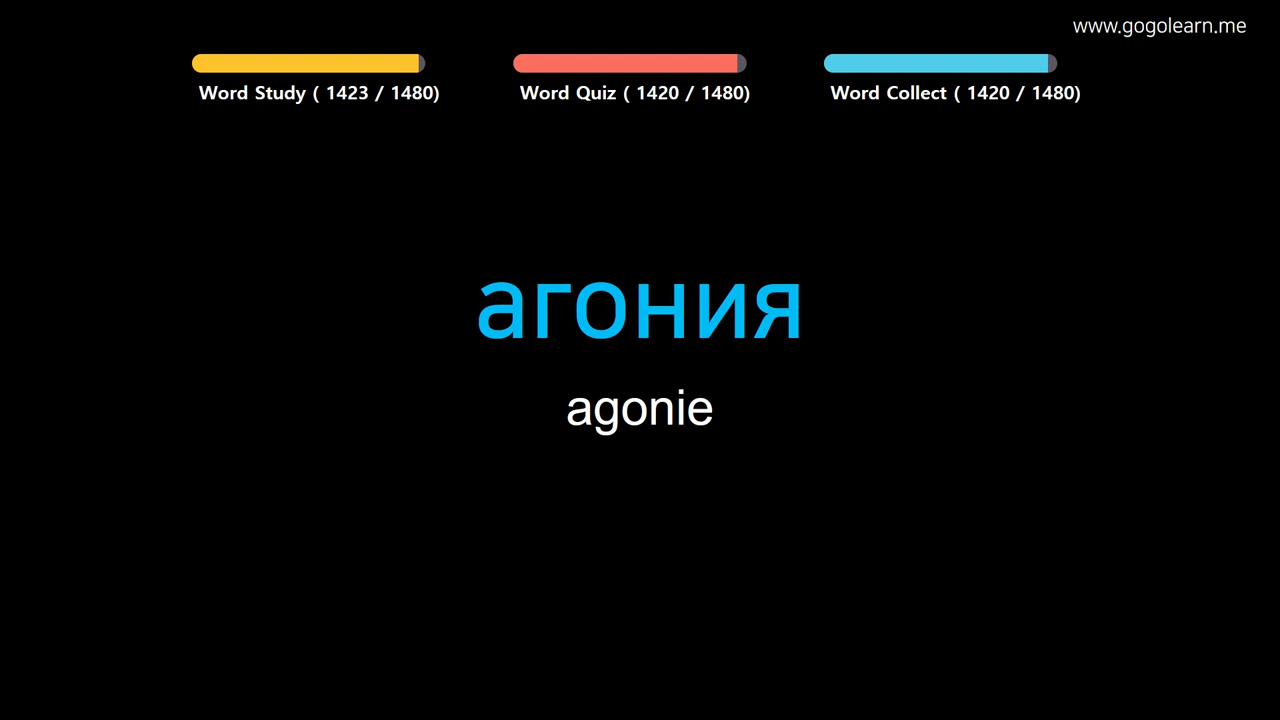 www.gogolearn.me
Word Study ( 1423 / 1480)
Word Quiz ( 1420 / 1480)
Word Collect ( 1420 / 1480)
агония
agonie